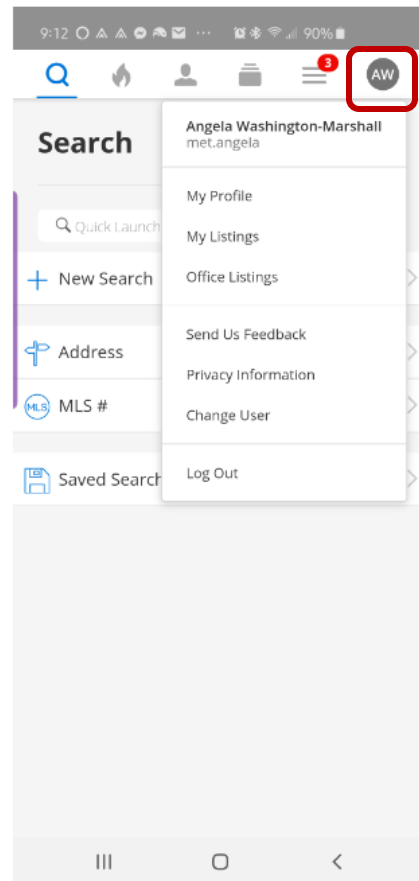 9:12 90%
3
AW
Search
Angela Washington-Marshall
met.angela
Quick Launch
My Profile
My Listings
New Search
Office Listings
Send Us Feedback
Address
Privacy Information
MLS MLS #
Change User
Saved Search
Log Out